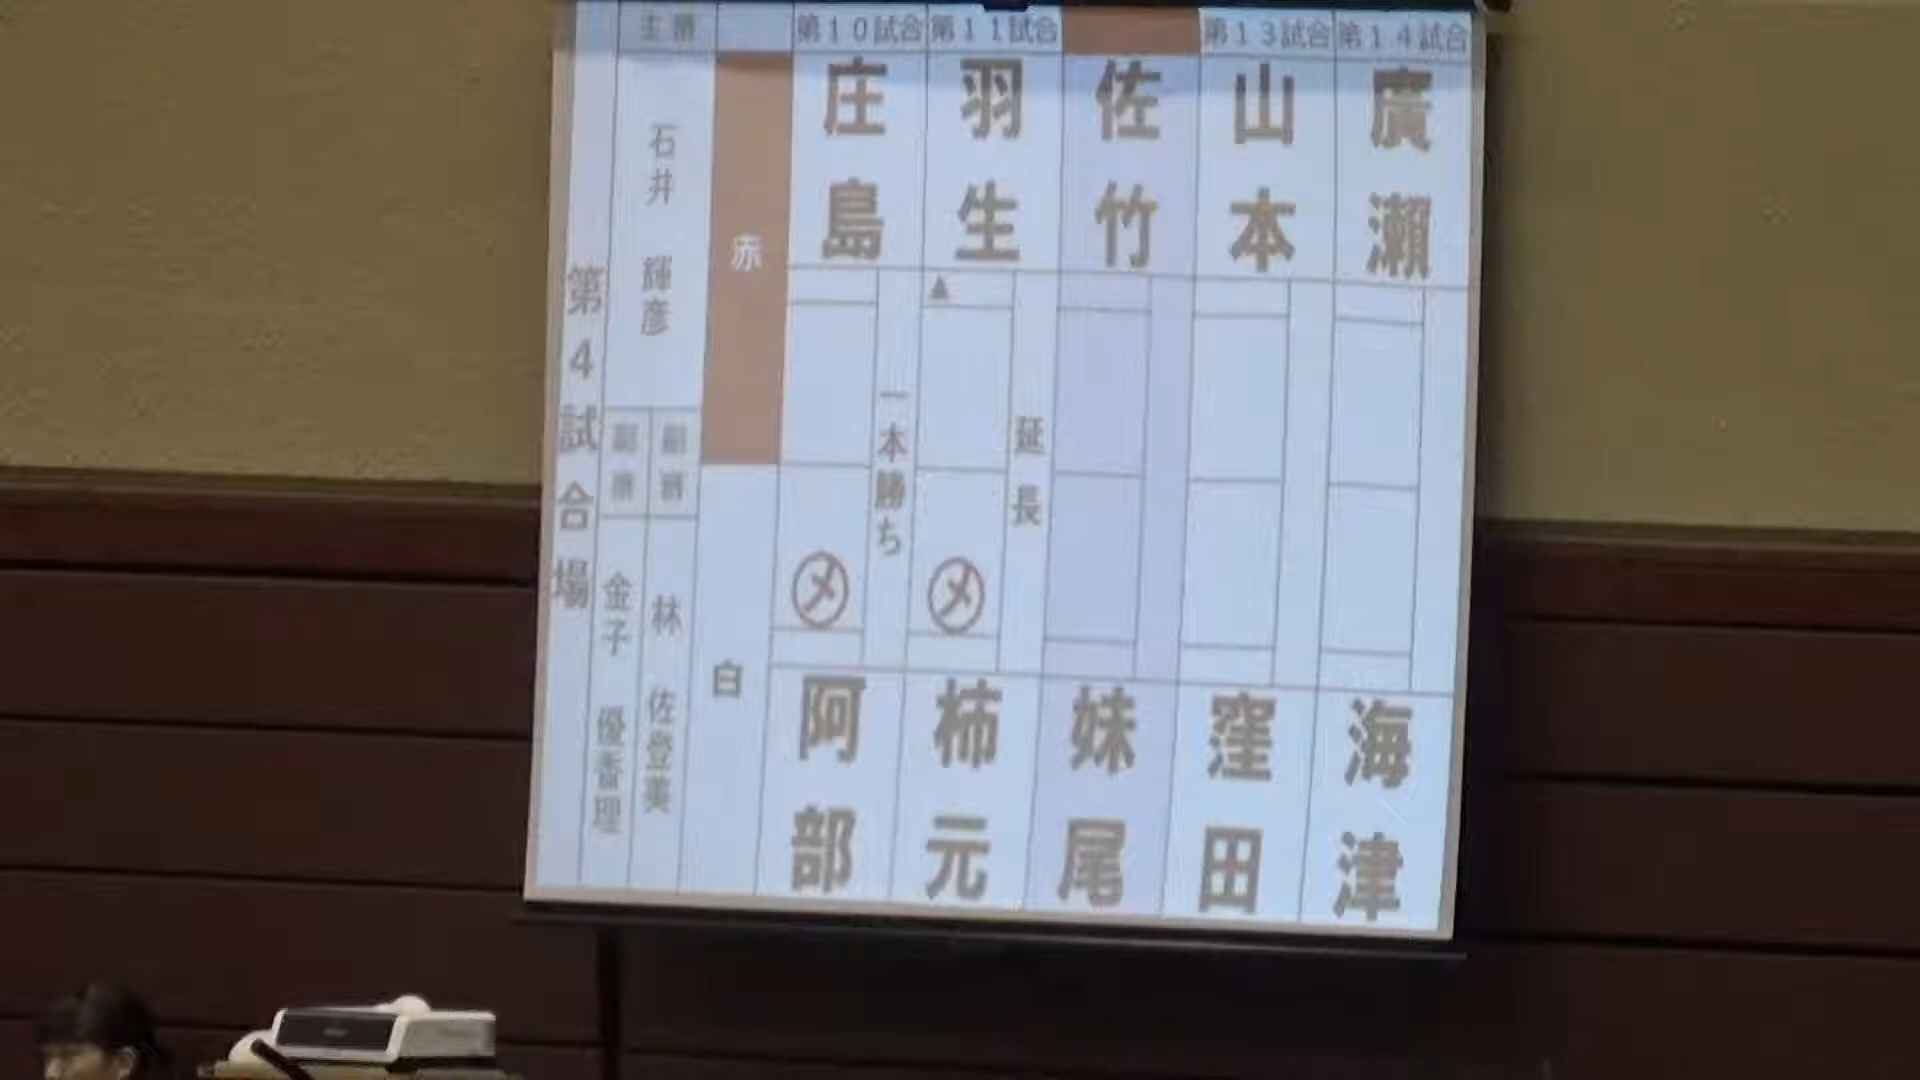 主審
第10試合
第11試合
第13試合
第14試合
第4試合場
石井 輝彦
副審
副審
林 佐登美
金子 優香理
赤
白
庄島
羽生
佐竹
山本
廣瀬
▲
一本勝ち
延長
メ
メ
阿部
柿元
妹尾
窪田
海津